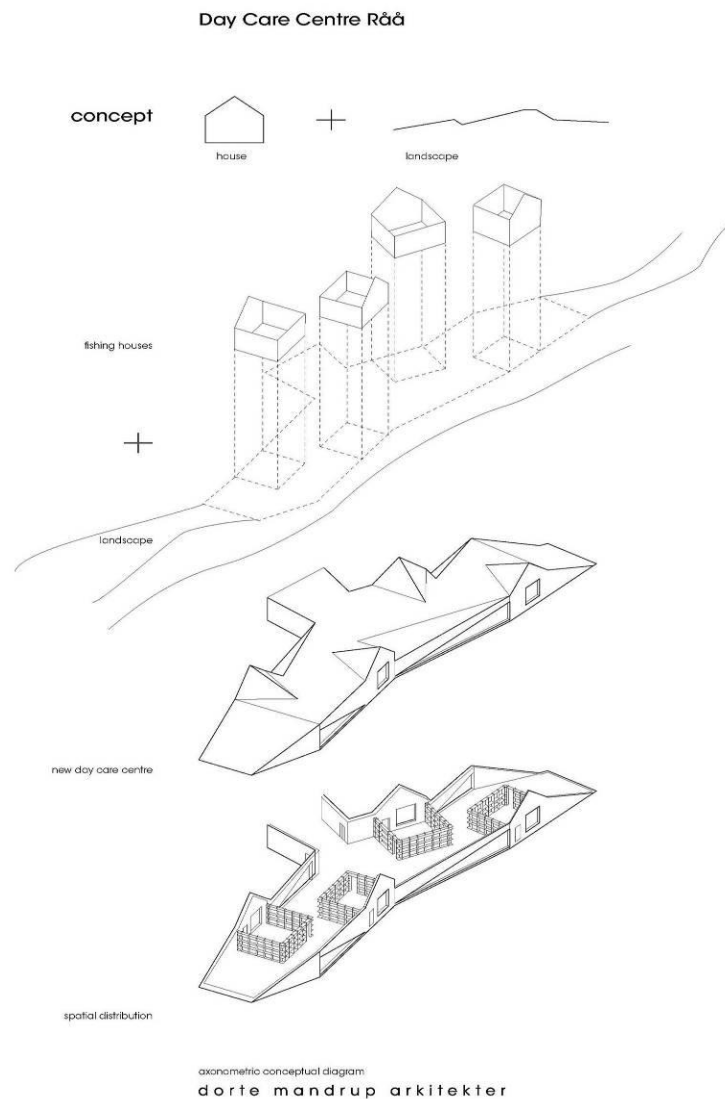 Day Care Centre Råå
concept
+
house
landscape
fishing houses
+
landscape
new day care centre
spatial distribution
axonometric conceptual diagram
dorte mandrup arkitekter